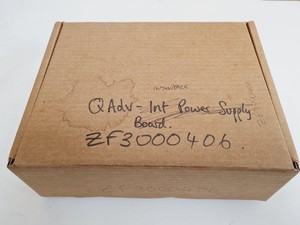 QAdv - Int Power Supply
Board.
ZF3000406.